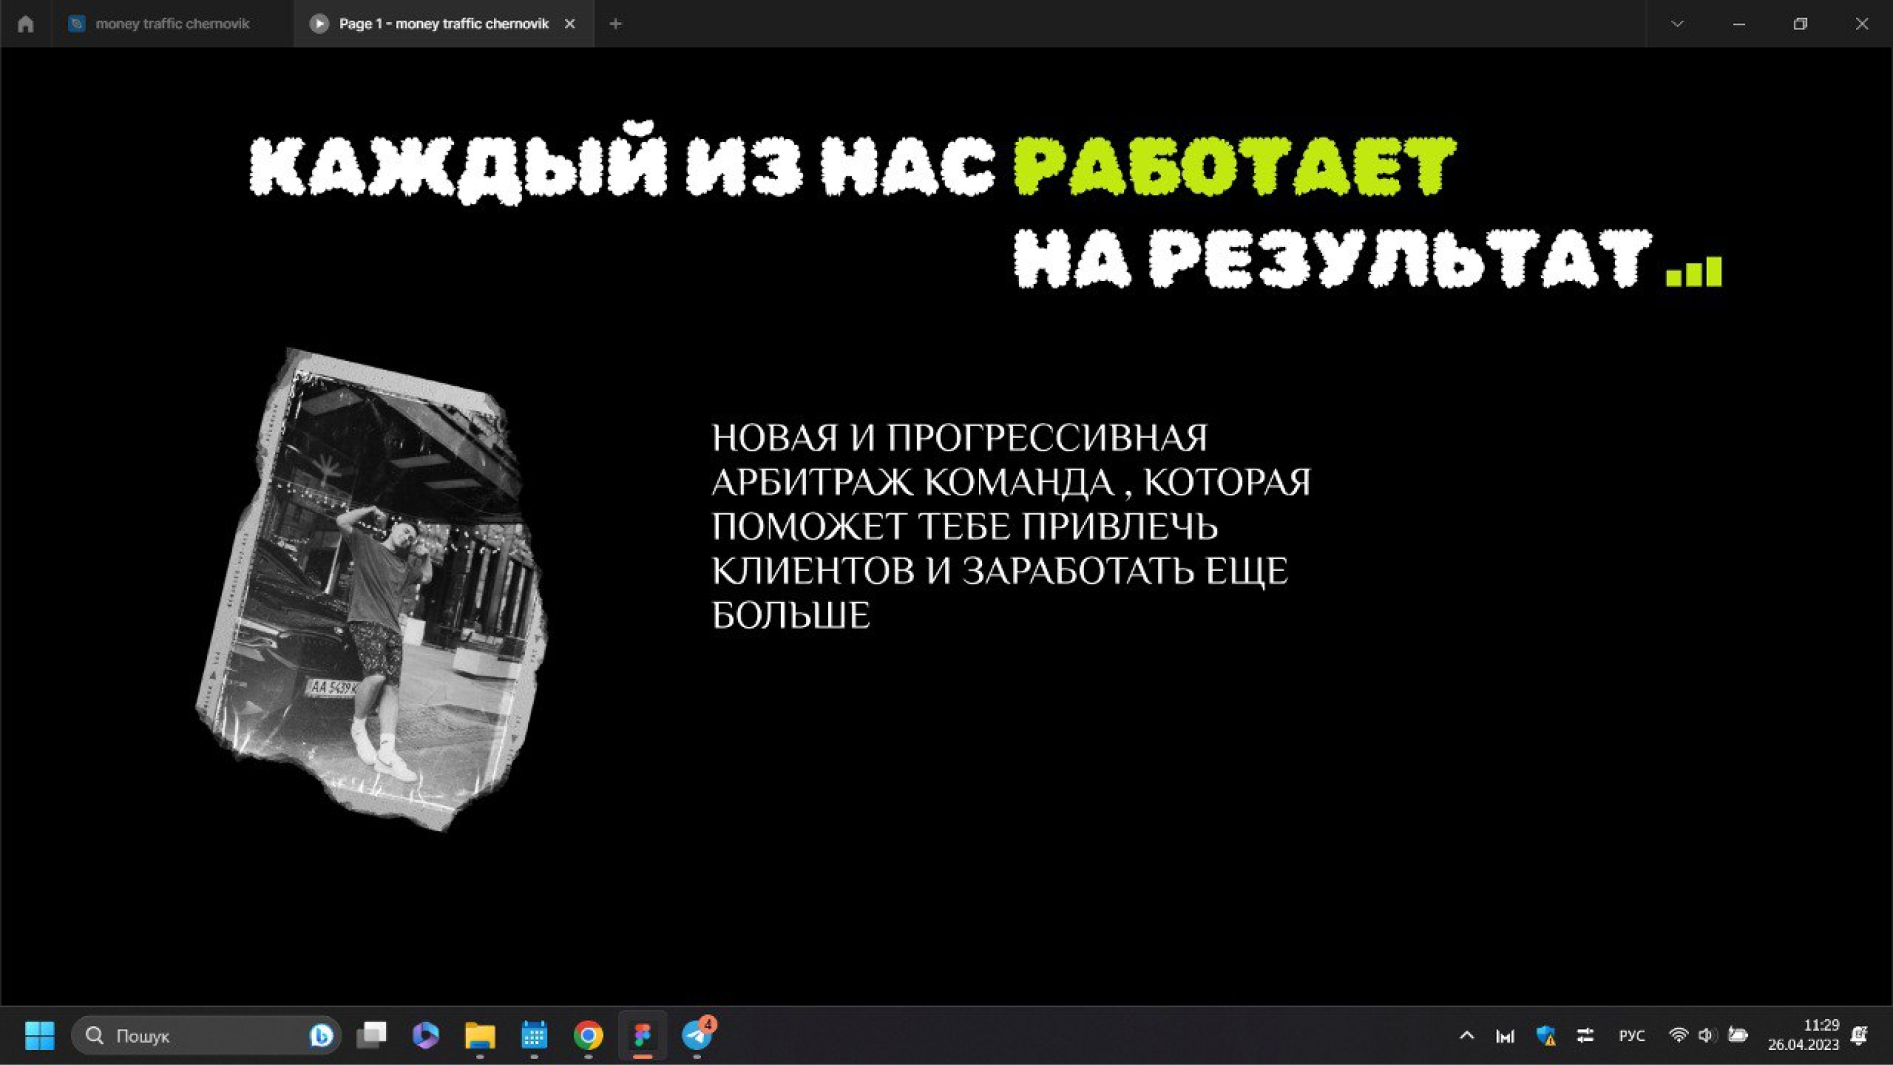 money traffic chernovik
Page 1 - money traffic chernovik
КАЖДЫЙ ИЗ НАС РАБОТАЕТ
НА РЕЗУЛЬТАТ
НОВАЯ И ПРОГРЕССИВНАЯ
АРБИТРАЖ КОМАНДА , КОТОРАЯ
ПОМОЖЕТ ТЕБЕ ПРИВЛЕЧЬ
КЛИЕНТОВ И ЗАРАБОТАТЬ ЕЩЕ
БОЛЬШЕ
AA 5439
Пошук
4
РУС
11:29
26.04.2023